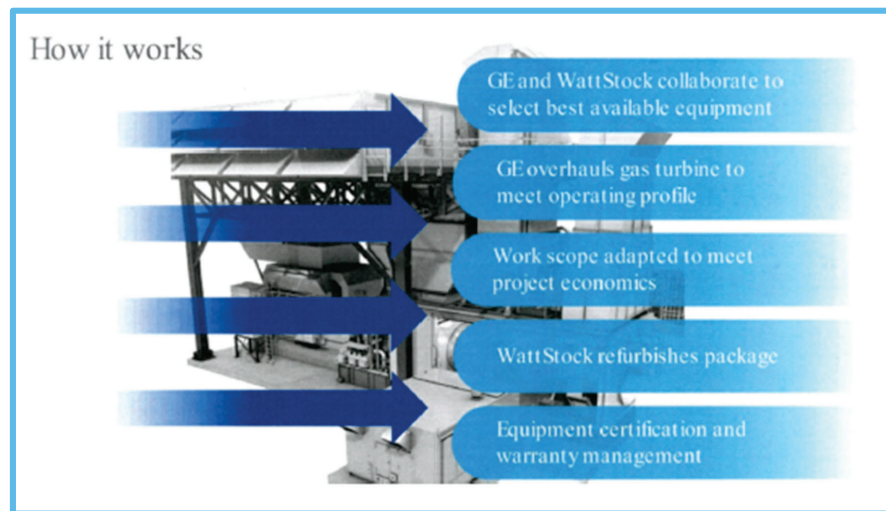 How it works
GE and WattStock collaborate to
select best available equipment
GE overhauls gas turbine to
meet operating profile
Work scope adapted to meet
project economics
WattStock refurbishes package
Equipment certification and
warranty management